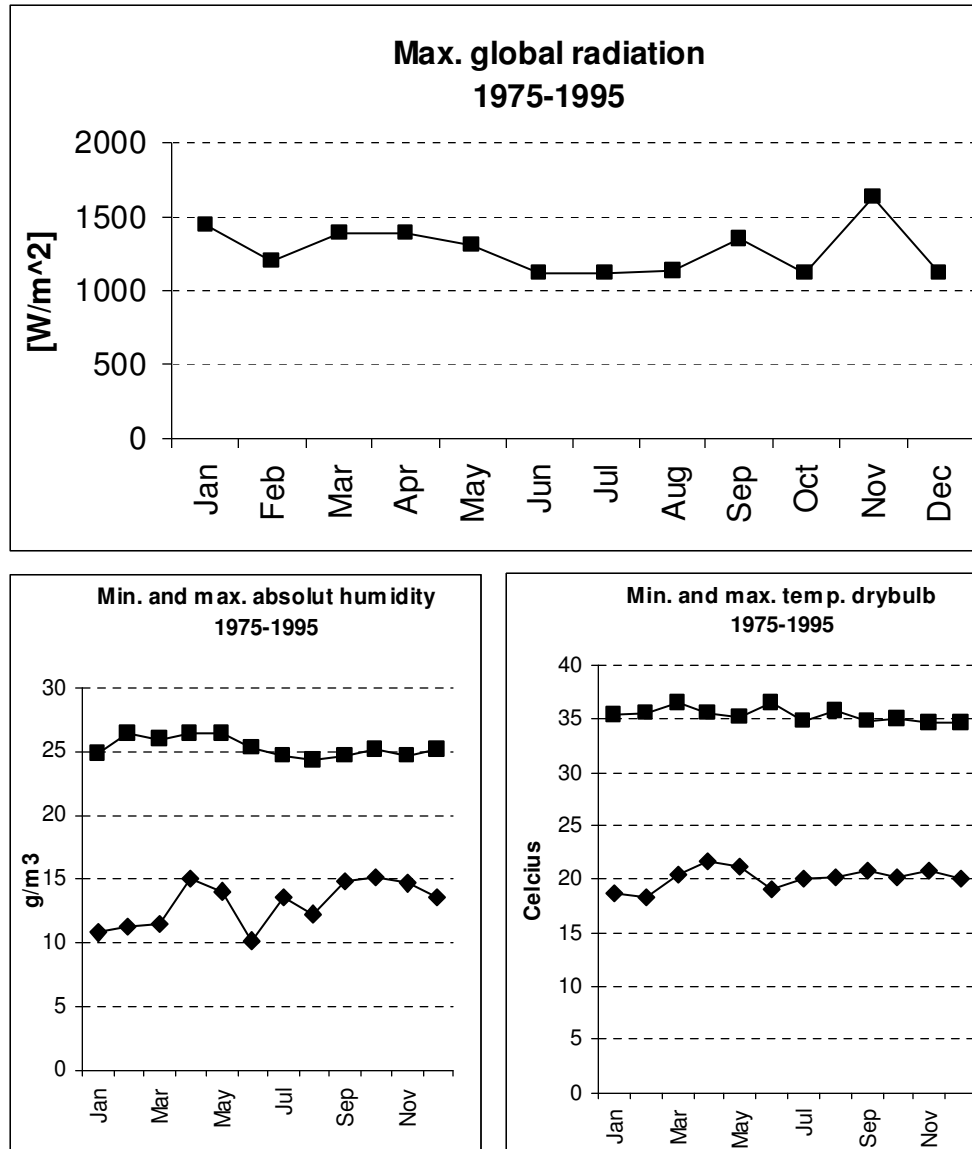 Max. global radiation
1975-1995
[W/m^2]
2000
1500
1000
500
0
Jan
Feb
Mar
Apr
May
Jun
Jul
Aug
Sep
Oct
Nov
Dec
Min. and max. absolut humidity
1975-1995
g/m3
30
25
20
15
10
5
0
Jan
Mar
May
Jul
Sep
Nov
Min. and max. temp. drybulb
1975-1995
Celcius
40
35
30
25
20
15
10
5
0
Jan
Mar
May
Jul
Sep
Nov